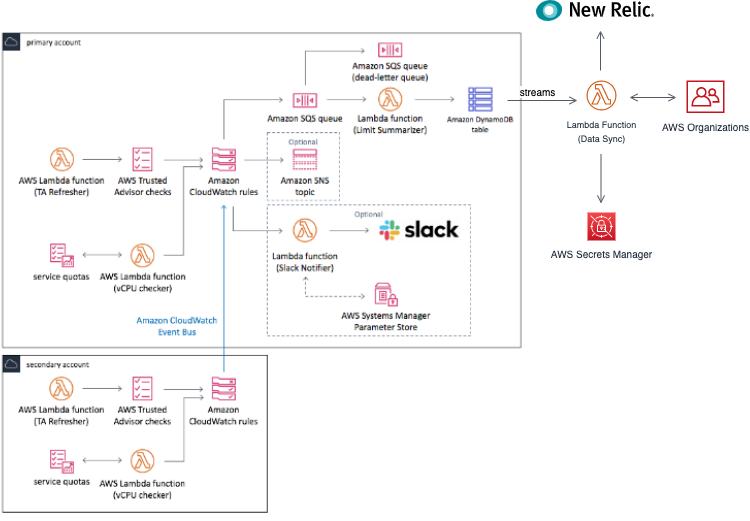 New Relic.
primary account
Amazon SQS queue
(dead-letter queue)
Amazon SQS queue
Lambda function
(Limit Summarizer)
Amazon DynamoDB
table
streams
Lambda Function
(Data Sync)
AWS Organizations
Optional
AWS Lambda function
(TA Refresher)
AWS Trusted
Advisor checks
Amazon
CloudWatch rules
Amazon SNS
topic
Optional
slack
Lambda function
(Slack Notifier)
AWS Secrets Manager
service quotas
AWS Lambda function
(vCPU checker)
AWS Systems Manager
Parameter Store
Amazon CloudWatch
Event Bus
secondary account
AWS Lambda function
(TA Refresher)
AWS Trusted
Advisor checks
Amazon
CloudWatch rules
service quotas
AWS Lambda function
(vCPU checker)